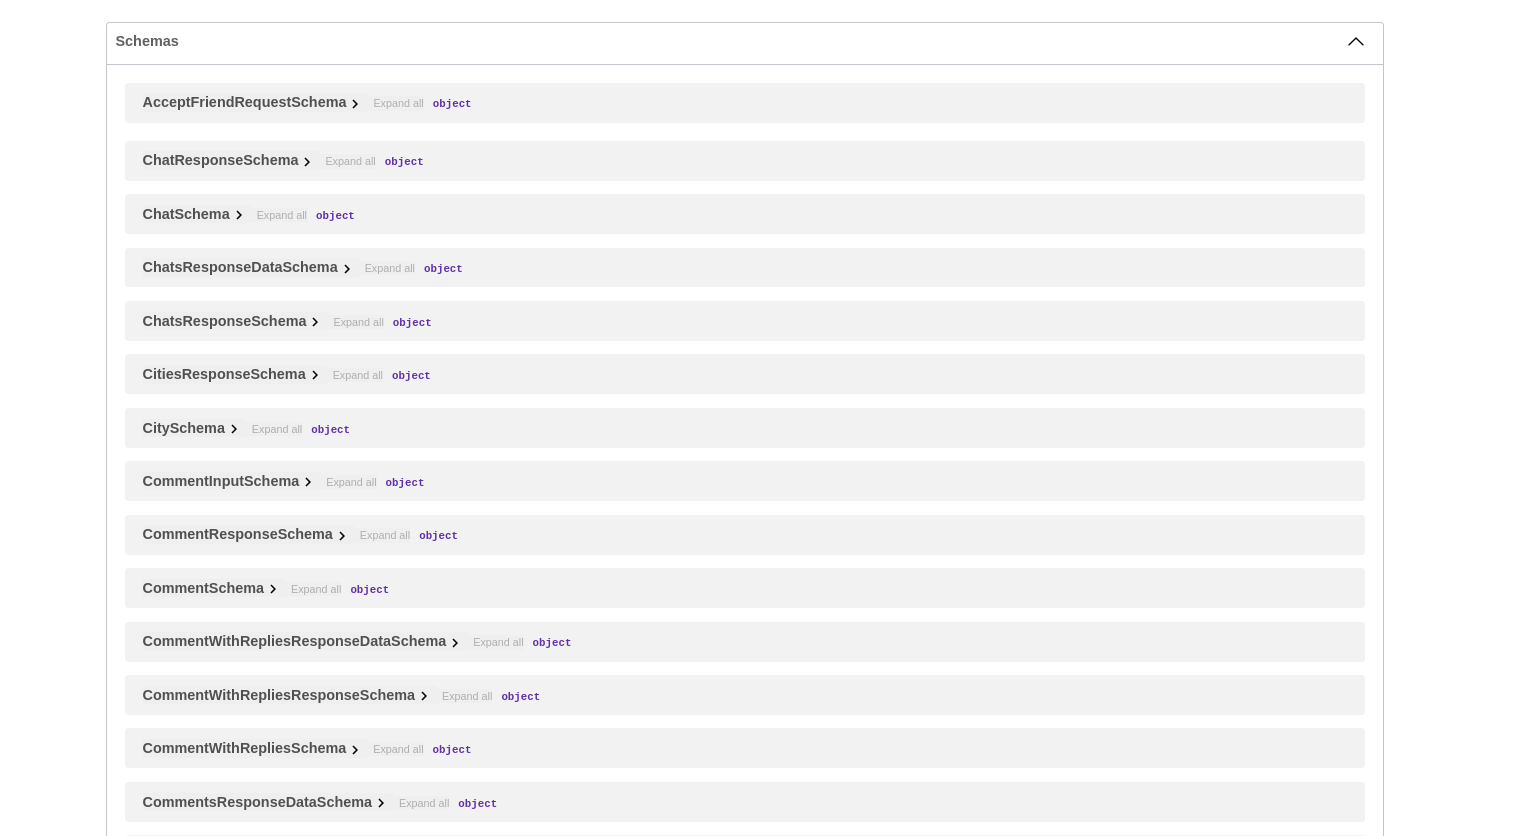 Schemas
AcceptFriendRequestSchema Expand all object
ChatResponseSchema Expand all object
ChatSchema Expand all object
ChatsResponseDataSchema Expand all object
ChatsResponseSchema Expand all object
CitiesResponseSchema Expand all object
CitySchema Expand all object
CommentInputSchema Expand all object
CommentResponseSchema Expand all object
CommentSchema Expand all object
CommentWithRepliesResponseDataSchema Expand all object
CommentWithRepliesResponseSchema Expand all object
CommentWithRepliesSchema Expand all object
CommentsResponseDataSchema Expand all object